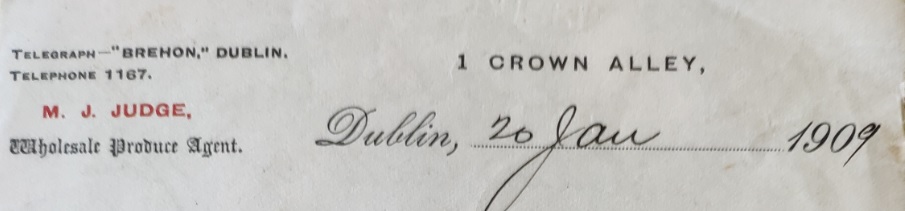 TELEGRAPH—"BREHON," DUBLIN.
TELEPHONE 1167.
1 CROWN ALLEY,
M. J. JUDGE,
Wholesale Produce Agent.
Dublin, 20 Jan 1909